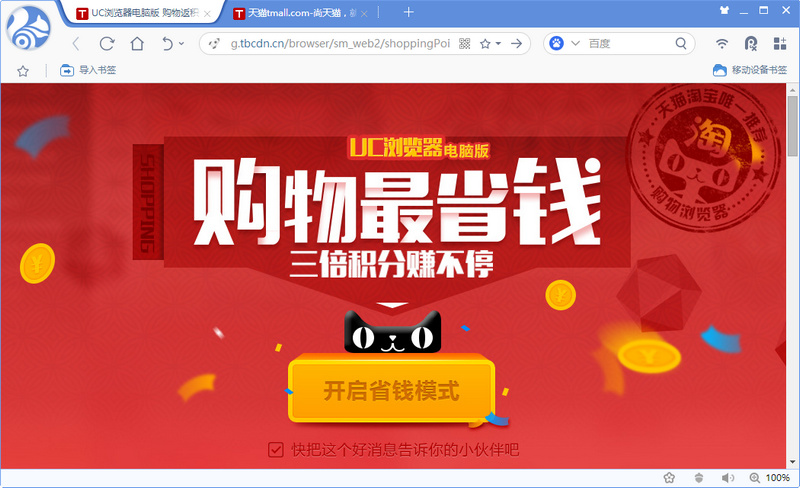 UC浏览器电脑版 购物返积
天猫tmall.com-尚天猫，就
g.tbcdn.cn/browser/sm_web2/shoppingPoi
百度
导入书签
移动设备书签
天猫淘宝唯一推荐
淘
购物浏览器
UC浏览器电脑版
SHOPPING
购物最省钱
三倍积分赚不停
开启省钱模式
快把这个好消息告诉你的小伙伴吧
100%